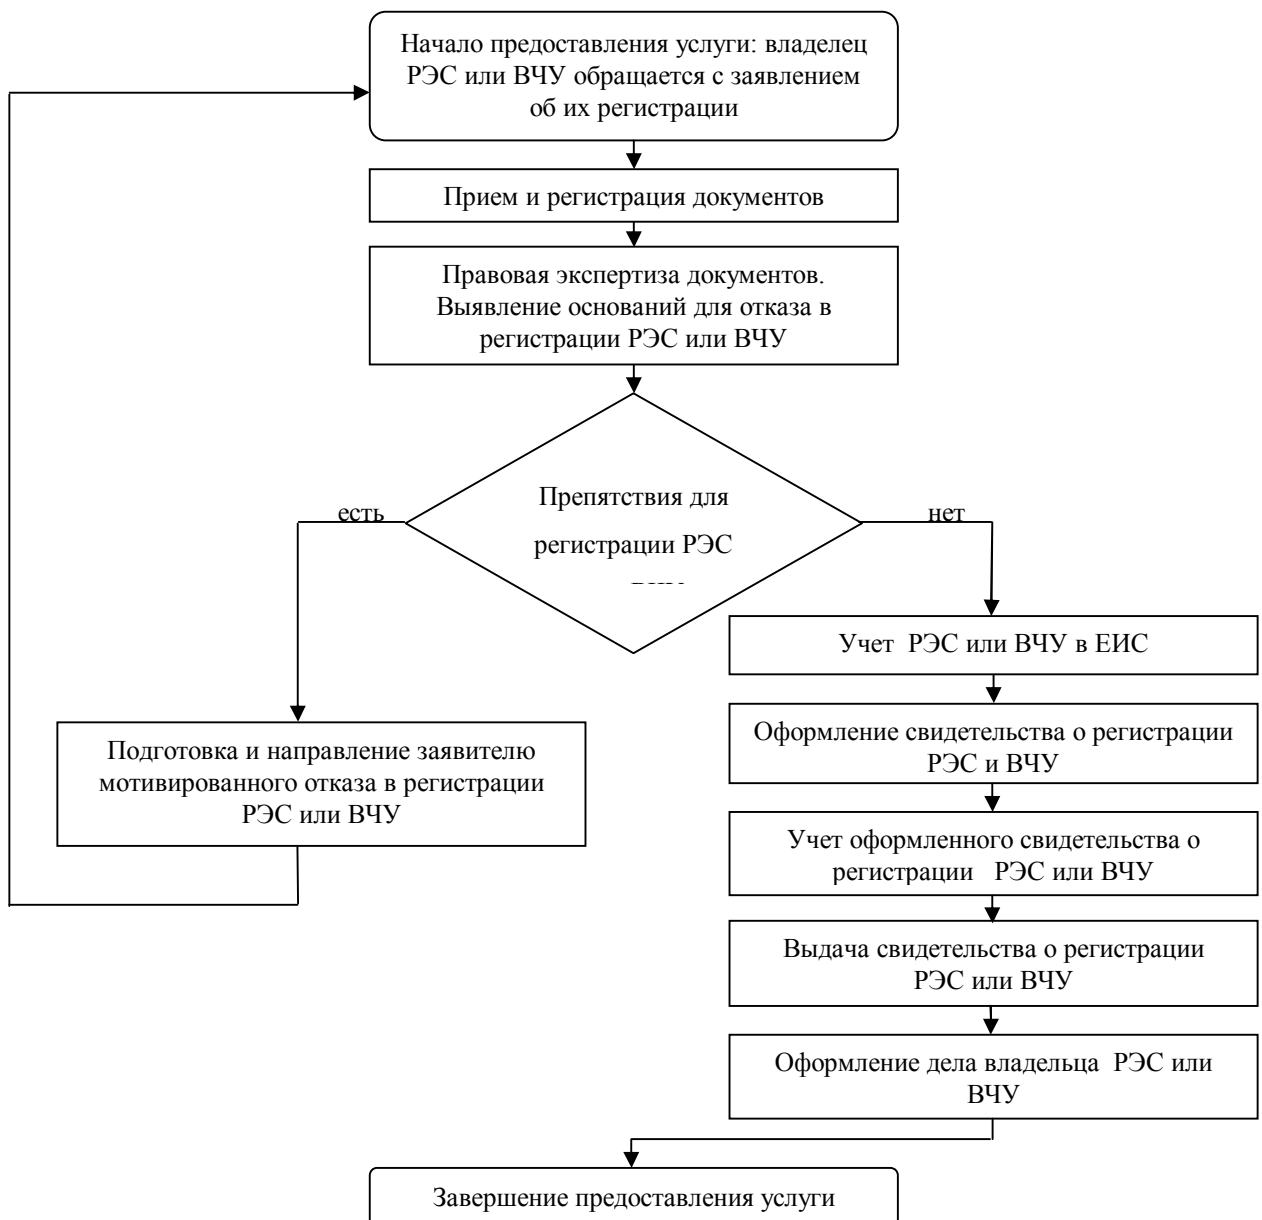 Начало предоставления услуги: владелец
РЭС или ВЧУ обращается с заявлением
об их регистрации
Прием и регистрация документов
Правовая экспертиза документов.
Выявление оснований для отказа в
регистрации РЭС или ВЧУ
Препятствия для
регистрации РЭС
есть
нет
Подготовка и направление заявителю
мотивированного отказа в регистрации
РЭС или ВЧУ
Учет РЭС или ВЧУ в ЕИС
Оформление свидетельства о регистрации
РЭС и ВЧУ
Учет оформленного свидетельства о
регистрации РЭС или ВЧУ
Выдача свидетельства о регистрации
РЭС или ВЧУ
Оформление дела владельца РЭС или
ВЧУ
Завершение предоставления услуги